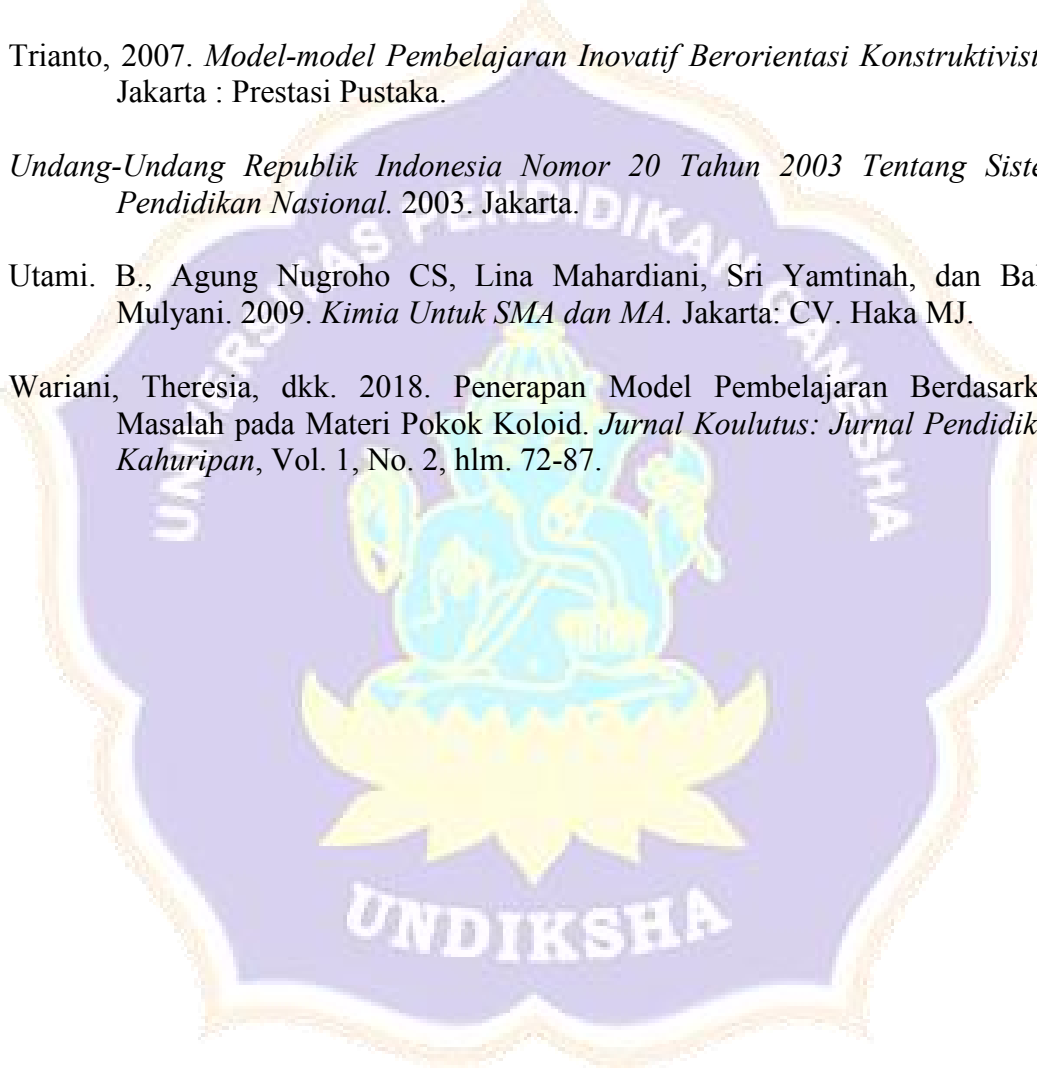 Trianto, 2007. Model-model Pembelajaran Inovatif Berorientasi Konstruktivist
Jakarta : Prestasi Pustaka.
Undang-Undang Republik Indonesia Nomor 20 Tahun 2003 Tentang Siste
Pendidikan Nasional. 2003. Jakarta.
Utami. B., Agung Nugroho CS, Lina Mahardiani, Sri Yamtinah, dan Ba
Mulyani. 2009. Kimia Untuk SMA dan MA. Jakarta: CV. Haka MJ.
Wariani, Theresia, dkk. 2018. Penerapan Model Pembelajaran Berdasark
Masalah pada Materi Pokok Koloid. Jurnal Koulutus: Jurnal Pendidik
Kahuripan, Vol. 1, No. 2, hlm. 72-87.
UNIVERSITAS PENDIDIKAN GANESHA
UNDIKSHA